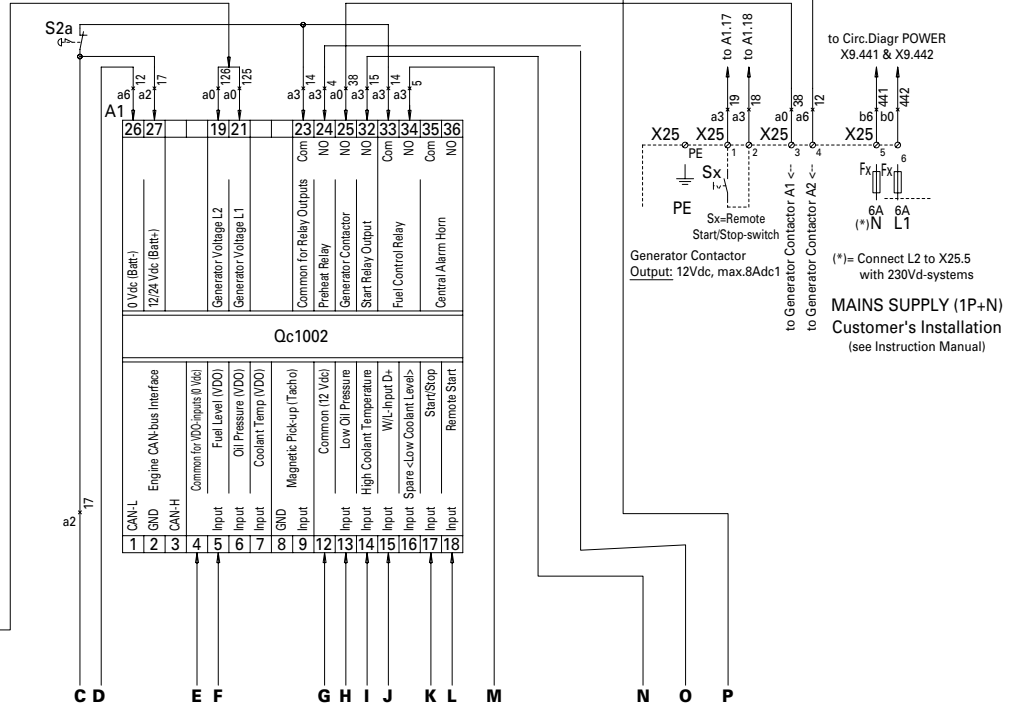 S2a
a6
12
a2
17
a0
126
a0
125
a3
14
a3
4
a0
38
a3
15
a3
14
a3
5
A1
26 27 19 21 23 24 25 32 33 34 35 36
0 Vdc (Batt-)
12/24 Vdc (Batt+)
Generator Voltage L2
Generator Voltage L1
Common for Relay Outputs Com
Preheat Relay NO
Generator Contactor NO
Start Relay Output NO
Fuel Control Relay
Com
NO
Central Alarm Horn
Com
NO
Qc1002
CAN-L
GND
CAN-H
Engine CAN-bus Interface
Common for VDO-inputs (0 Vdc)
Input Fuel Level (VDO)
Input Oil Pressure (VDO)
Input Coolant Temp (VDO)
GND
Input
Magnetic Pick-up (Tacho)
Common (12 Vdc)
Input Low Oil Pressure
Input High Coolant Temperature
Input W/L-Input D+
Input Spare <Low Coolant Level>
Input Start/Stop
Input Remote Start
1 2 3 4 5 6 7 8 9 12 13 14 15 16 17 18
a2
17
C D E F G H I J K L M N O P
to A1.17
to A1.18
a3
19
a3
18
a0
38
a6
12
to Circ.Diagr POWER
X9.441 & X9.442
b6
441
b0
442
X25 X25 X25 X25
PE 1 2 3 4 5 6
Sx
PE
Sx=Remote
Start/Stop-switch
Generator Contactor
Output: 12Vdc, max.8Adc1
to Generator Contactor A1 <--
to Generator Contactor A2 <--
Fx Fx
6A 6A
(*)N L1
(*)= Connect L2 to X25.5
with 230Vd-systems
MAINS SUPPLY (1P+N)
Customer's Installation
(see Instruction Manual)